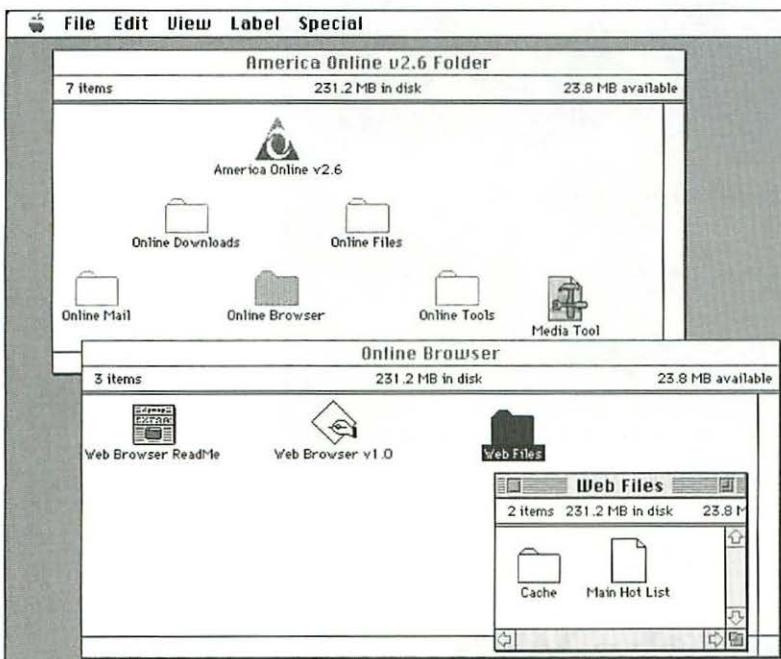 File Edit View Label Special
America Online v2.6 Folder
7 items 231.2 MB in disk 23.8 MB available
America Online v2.6
Online Downloads Online Files
Online Mail Online Browser Online Tools
Media Tool
Online Browser
3 items 231.2 MB in disk 23.8 MB available
EXTRA
Web Browser ReadMe Web Browser v1.0 Web Files
Web Files
2 items 231.2 MB in disk 23.8 M
Cache Main Hot List